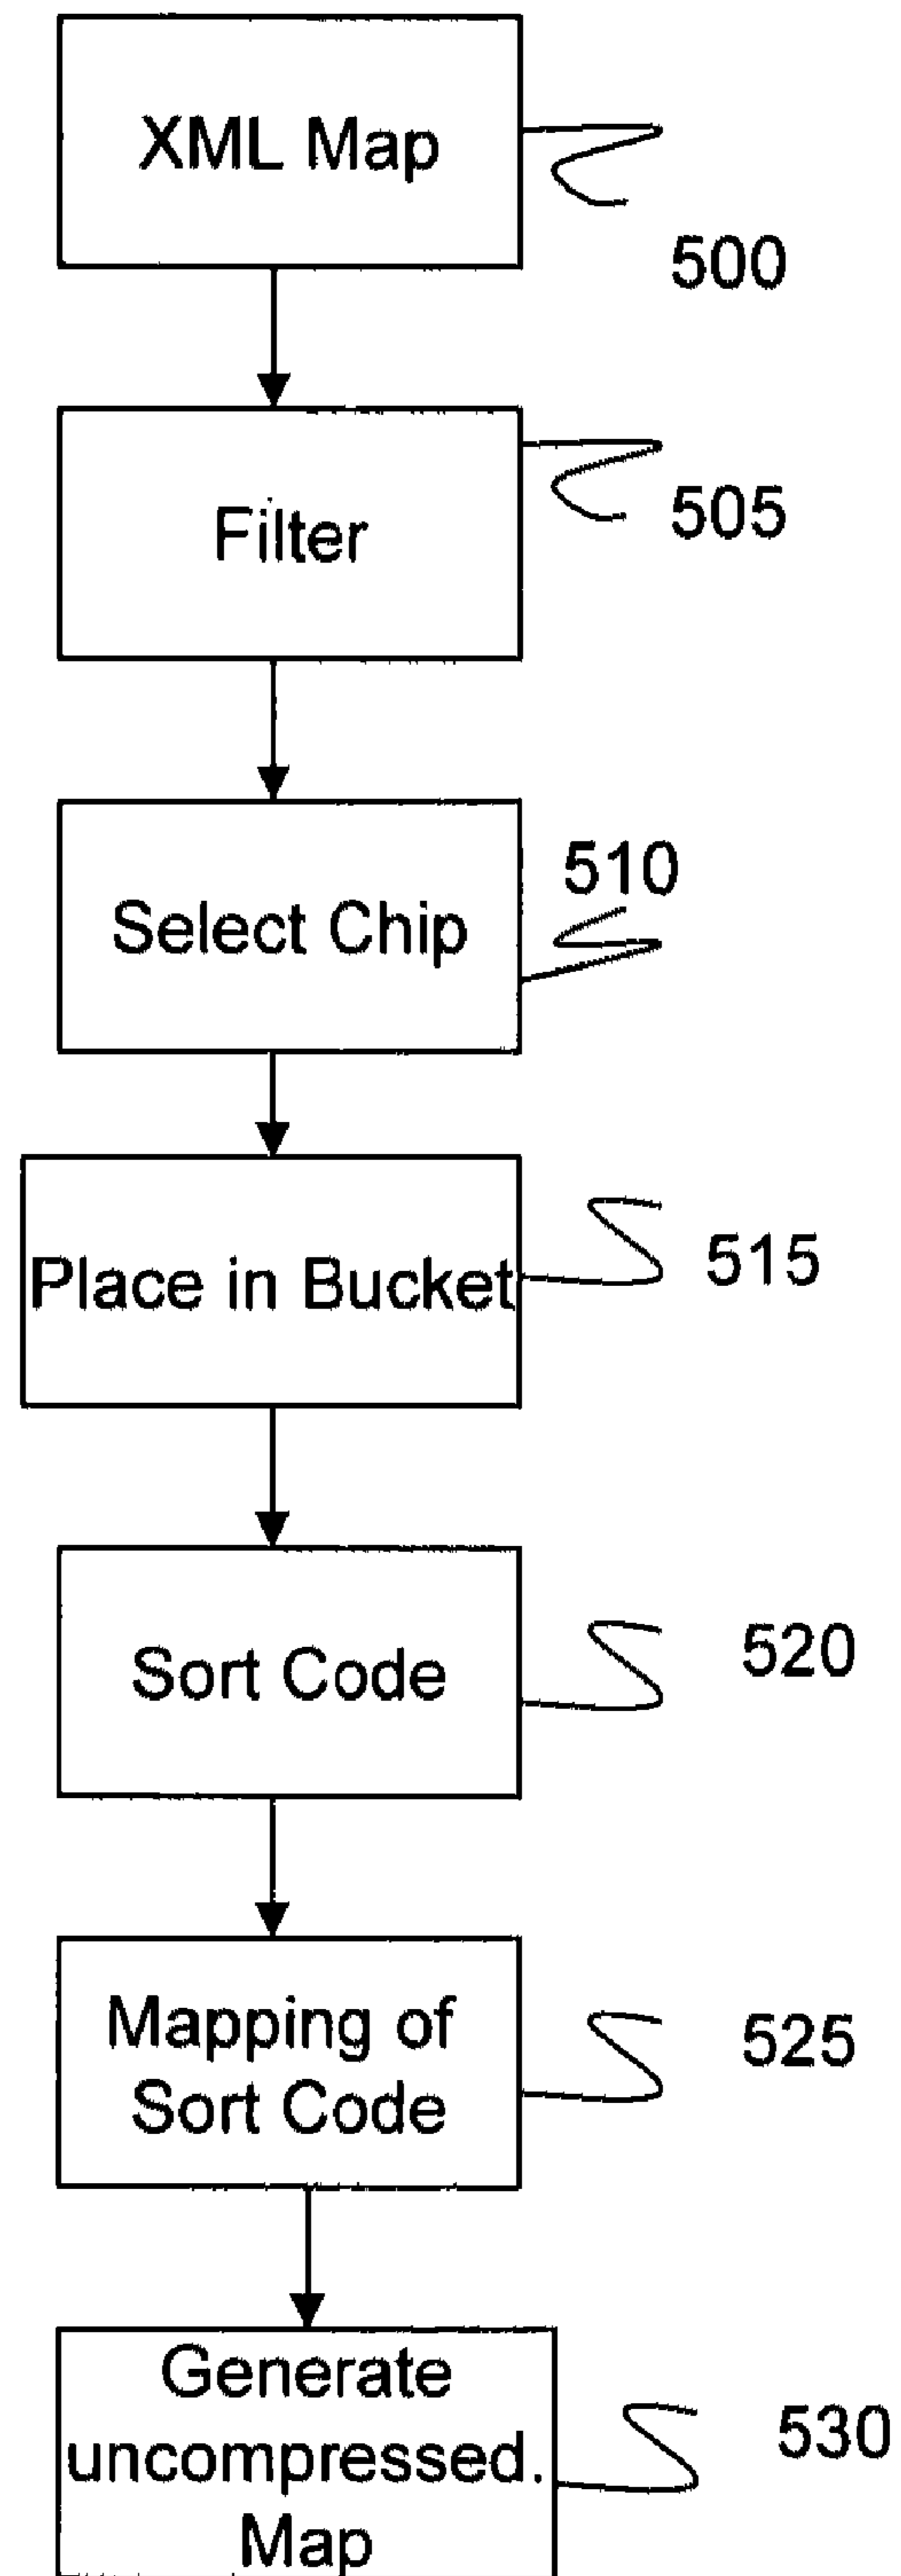 XML Map
500
Filter
505
510
Select Chip
Place in Bucket
515
Sort Code
520
Mapping of
Sort Code
525
Generate
uncompressed.
Map
530